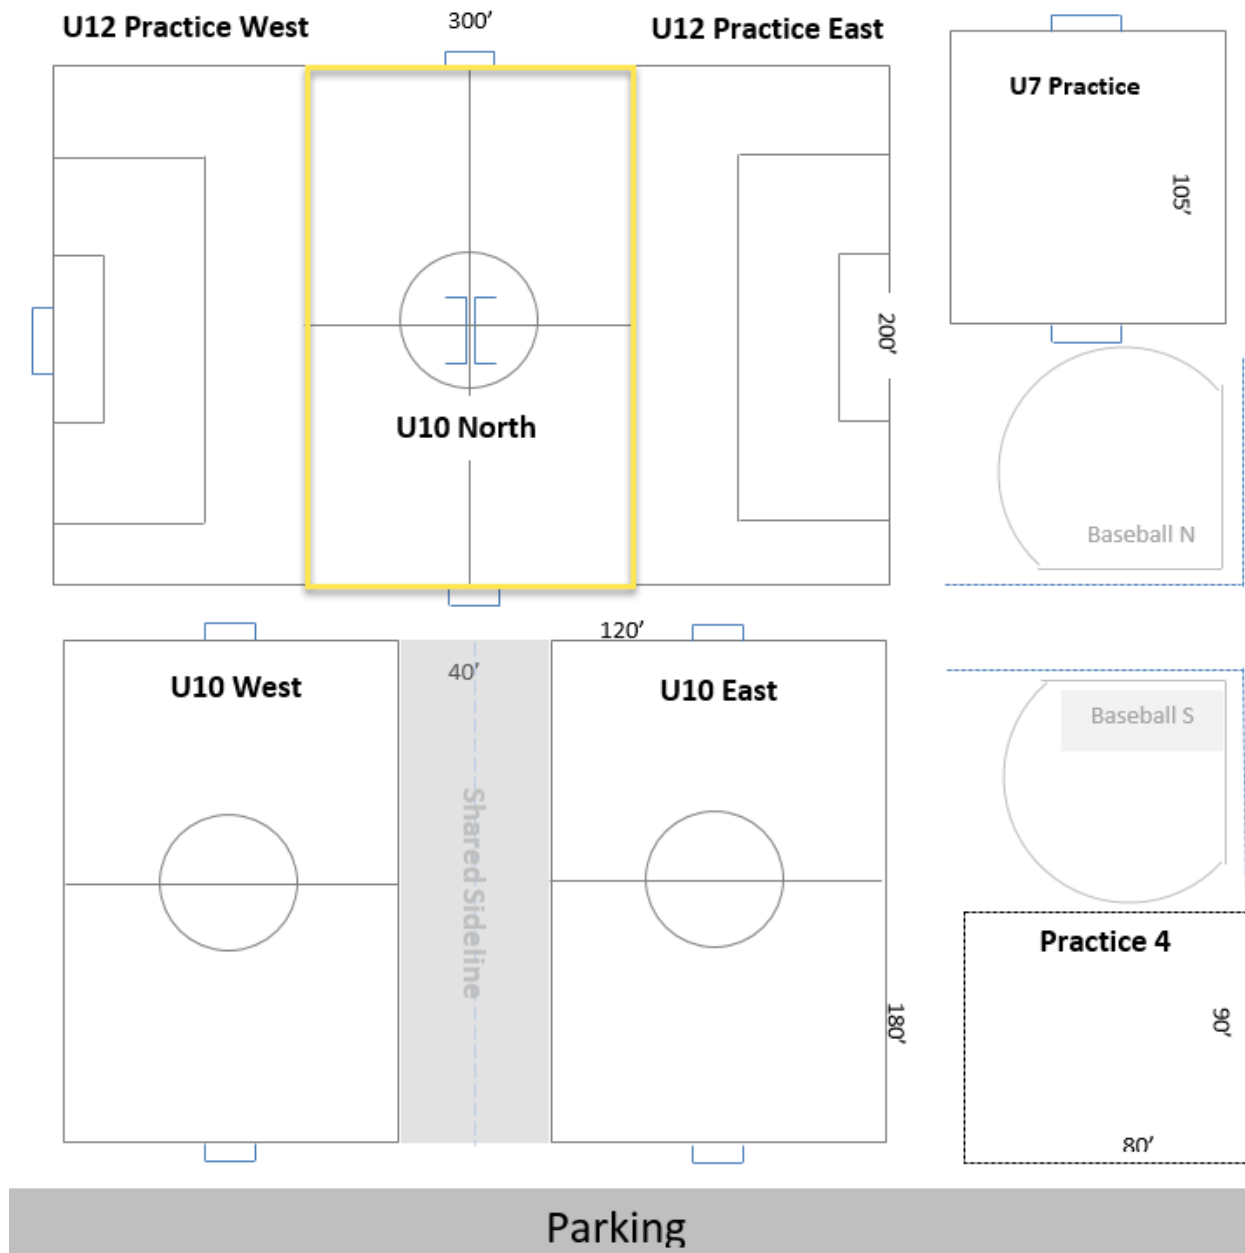 U12 Practice West
300'
U12 Practice East
U7 Practice
105'
200'
U10 North
Baseball N
120'
40'
U10 West
U10 East
Baseball S
Shared Sideline
Practice 4
180'
90'
80'
Parking